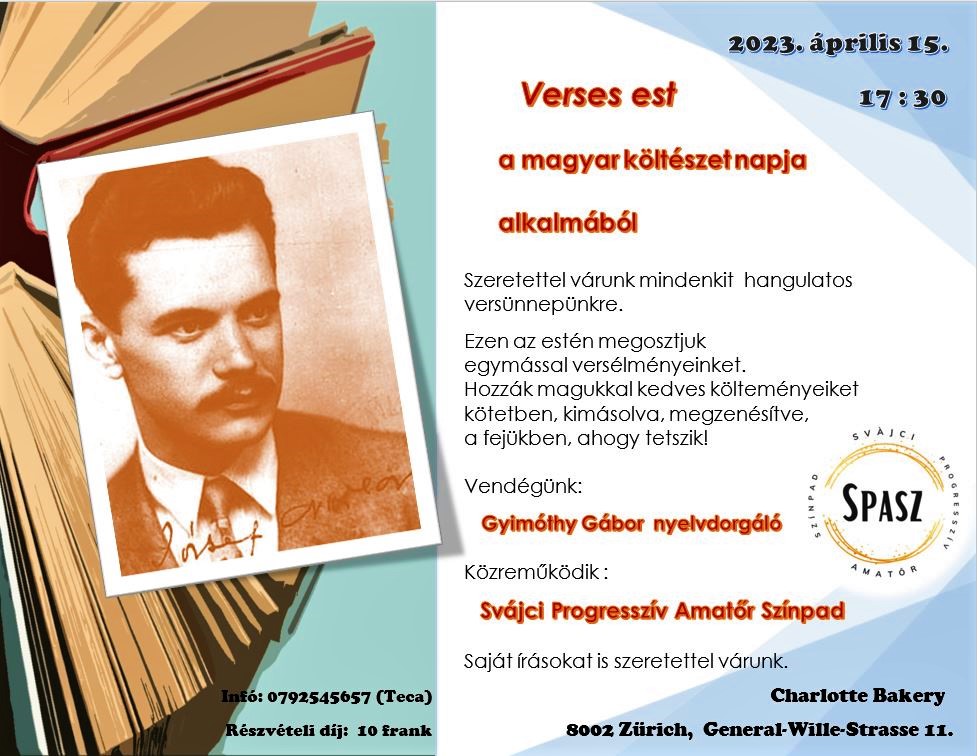 2023. április 15.
17 : 30
Verses est
a magyar költészet napja
alkalmából
Szeretettel várunk mindenkit hangulatos
versünnepünkre.
Ezen az estén megosztjuk
egymással versélményeinket.
Hozzák magukkal kedves költeményeiket
kötetben, kimásolva, megzenésítve,
a fejükben, ahogy tetszik!
Vendégünk:
Gyimóthy Gábor nyelvdorgáló
Közreműködik :
Svájci Progresszív Amatőr Színpad
Saját írásokat is szeretettel várunk.
SVÀJCI
PROGRESSZÍV
AMATŐR
SZÍNPAD
SPASZ
József
Infó: 0792545657 (Teca)
Részvételi díj: 10 frank
Charlotte Bakery
8002 Zürich, General-Wille-Strasse 11.